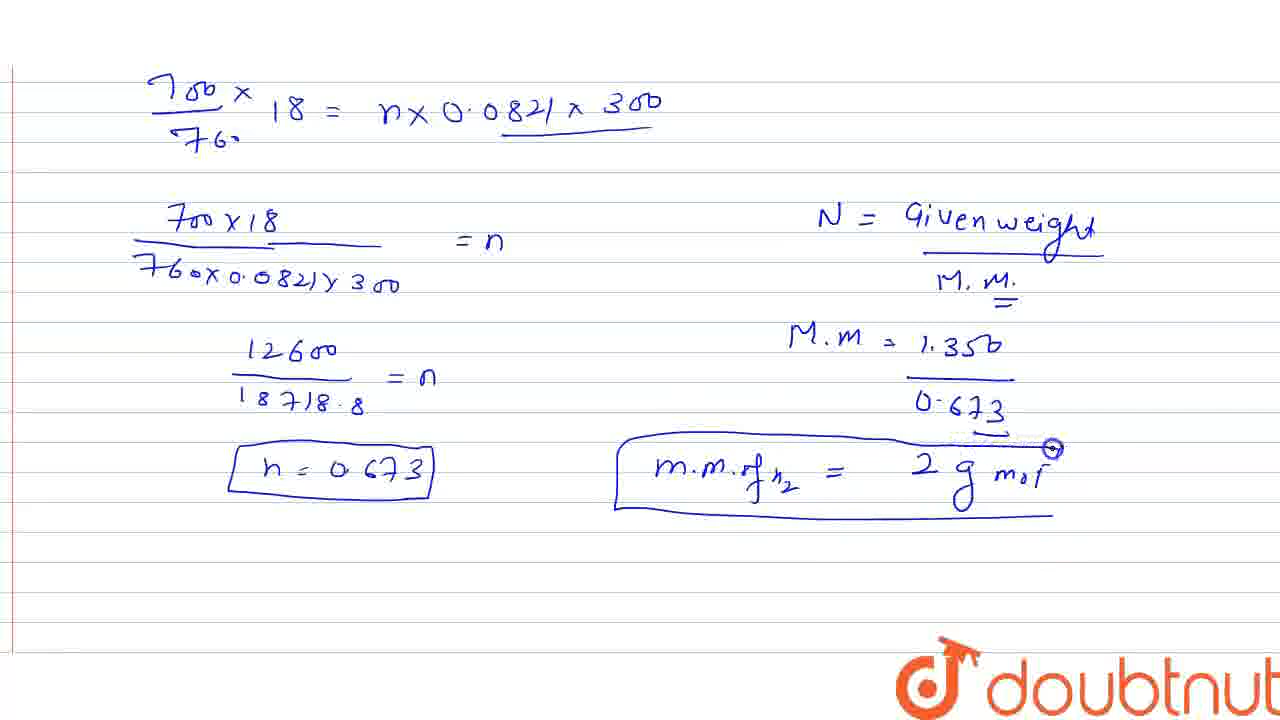 700/760 × 18 = n × 0.0821 × 300
700 × 18 / 760 × 0.0821 × 300 = n
12600 / 18718.8 = n
n = 0.673
N = Given weight / M.M.
M.m = 1.350 / 0.673
m.m. of H2 = 2 g mol
doubtnut